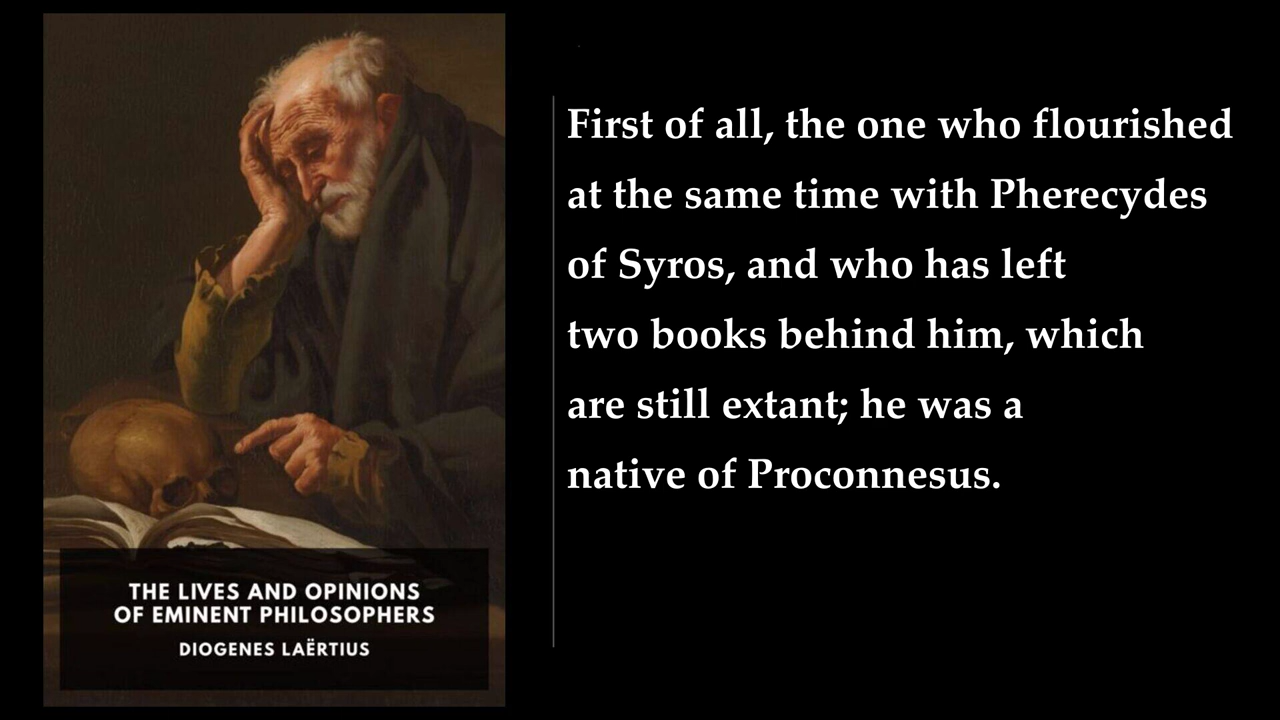 THE LIVES AND OPINIONS
OF EMINENT PHILOSOPHERS
DIOGENES LAËRTIUS
First of all, the one who flourished
at the same time with Pherecydes
of Syros, and who has left
two books behind him, which
are still extant; he was a
native of Proconnesus.